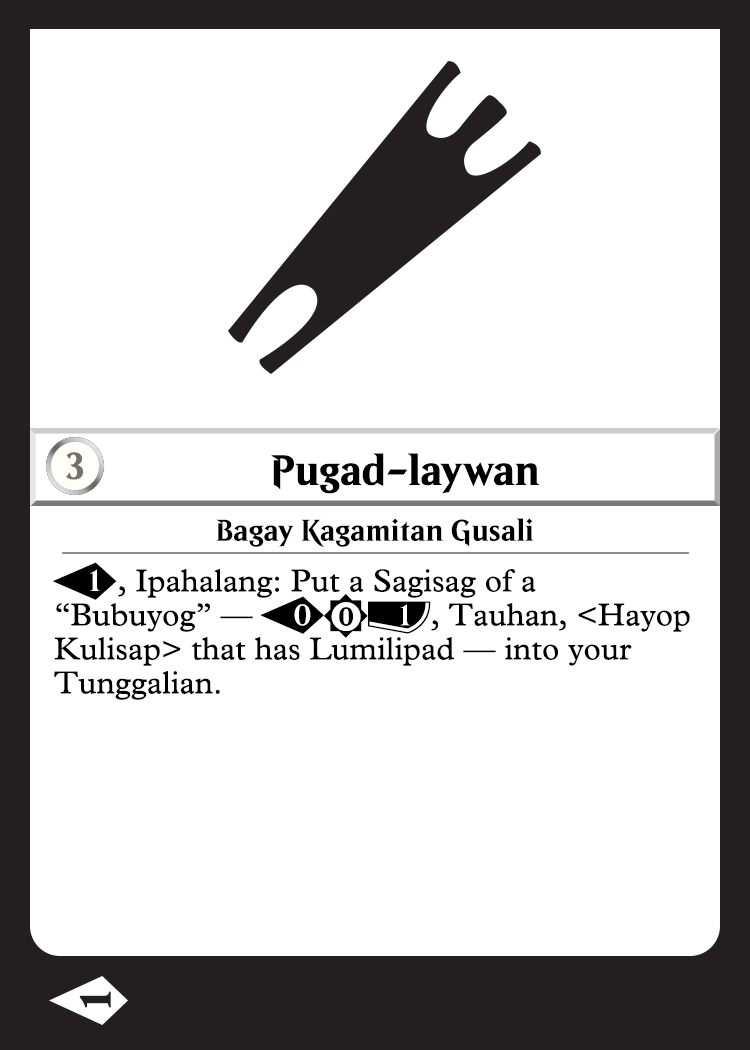 3
Pugad-laywan
Bagay Kagamitan Gusali
1, Ipahalang: Put a Sagisag of a
“Bubuyog” — 0 0 1, Tauhan, <Hayop
Kulisap> that has Lumilipad — into your
Tunggalian.
1